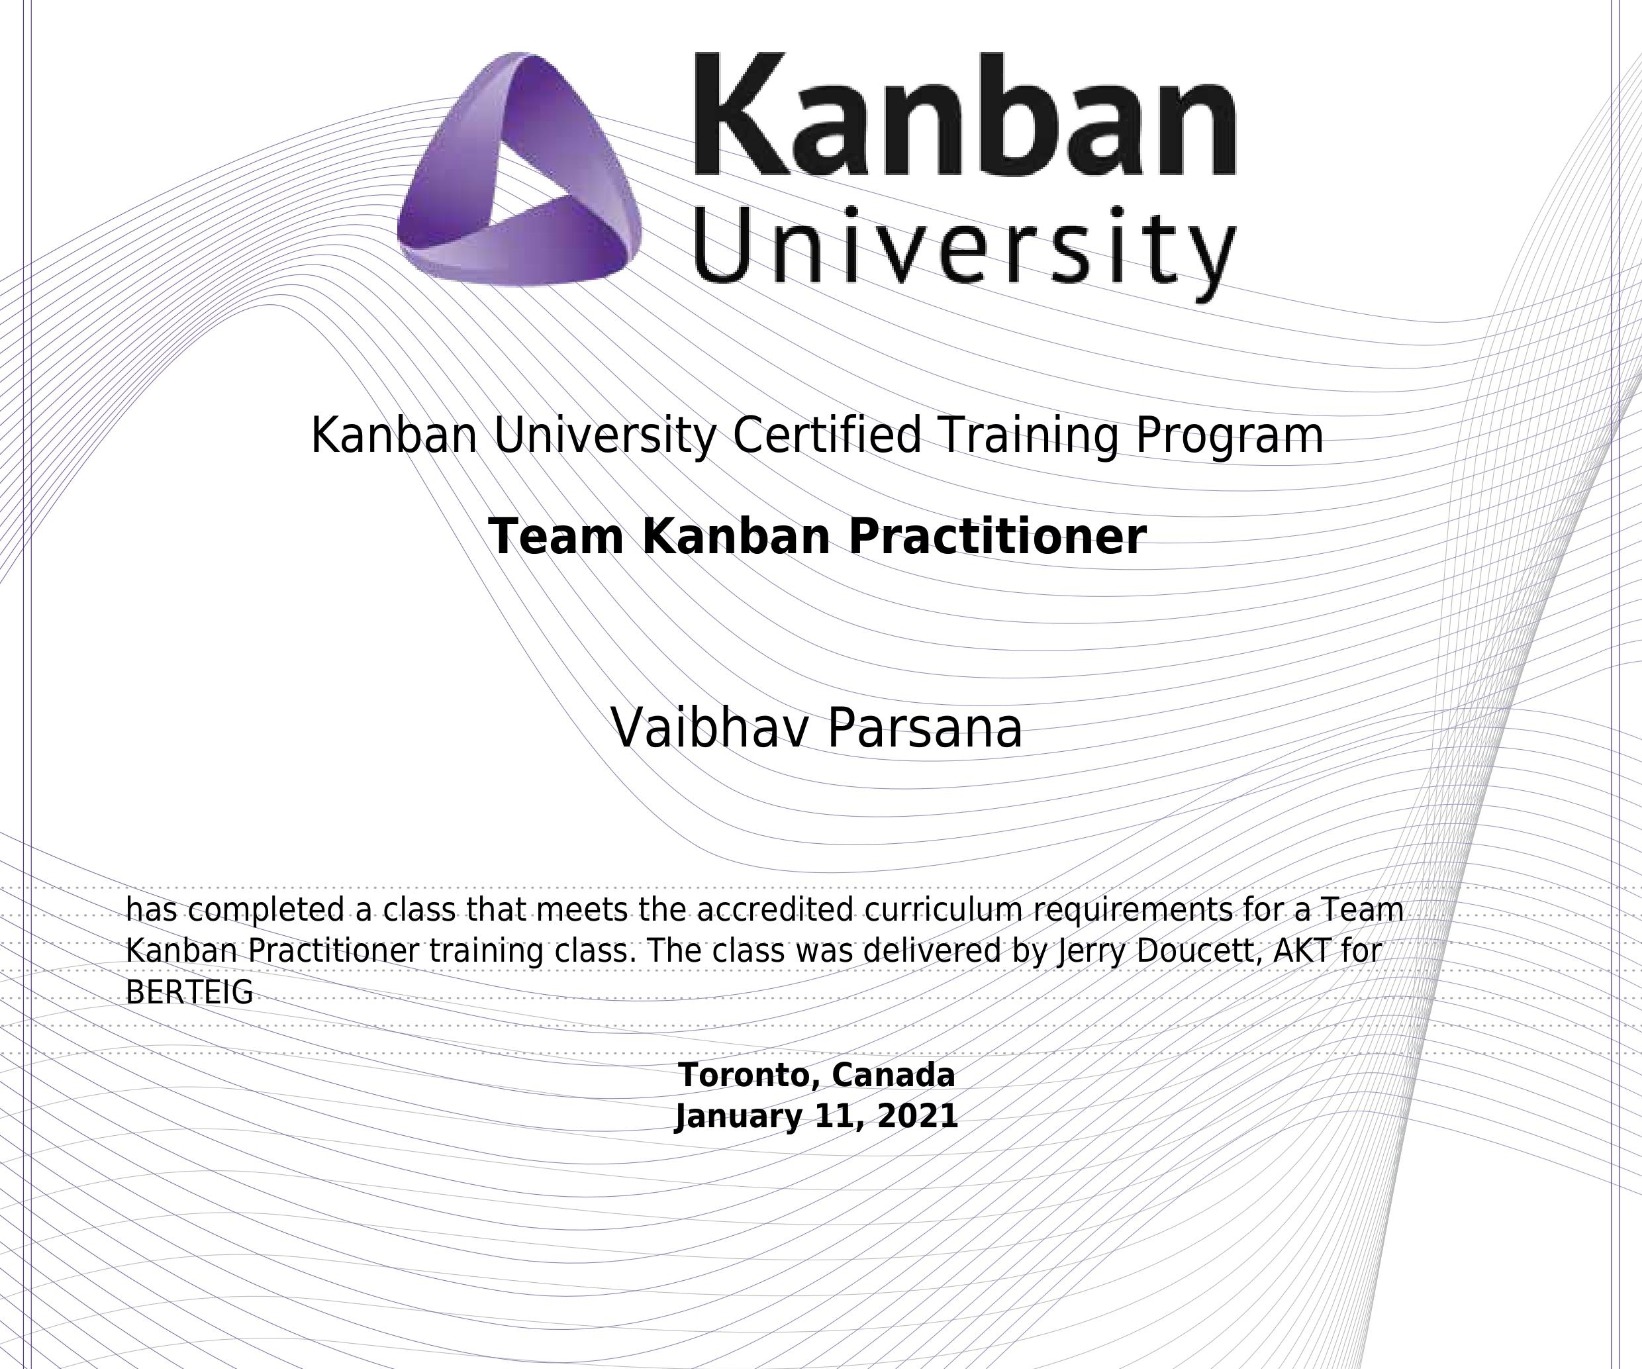 Kanban
University
Kanban University Certified Training Program
Team Kanban Practitioner
Vaibhav Parsana
has completed a class that meets the accredited curriculum requirements for a Team
Kanban Practitioner training class. The class was delivered by Jerry Doucett, AKT for
BERTEIG
Toronto, Canada
January 11, 2021